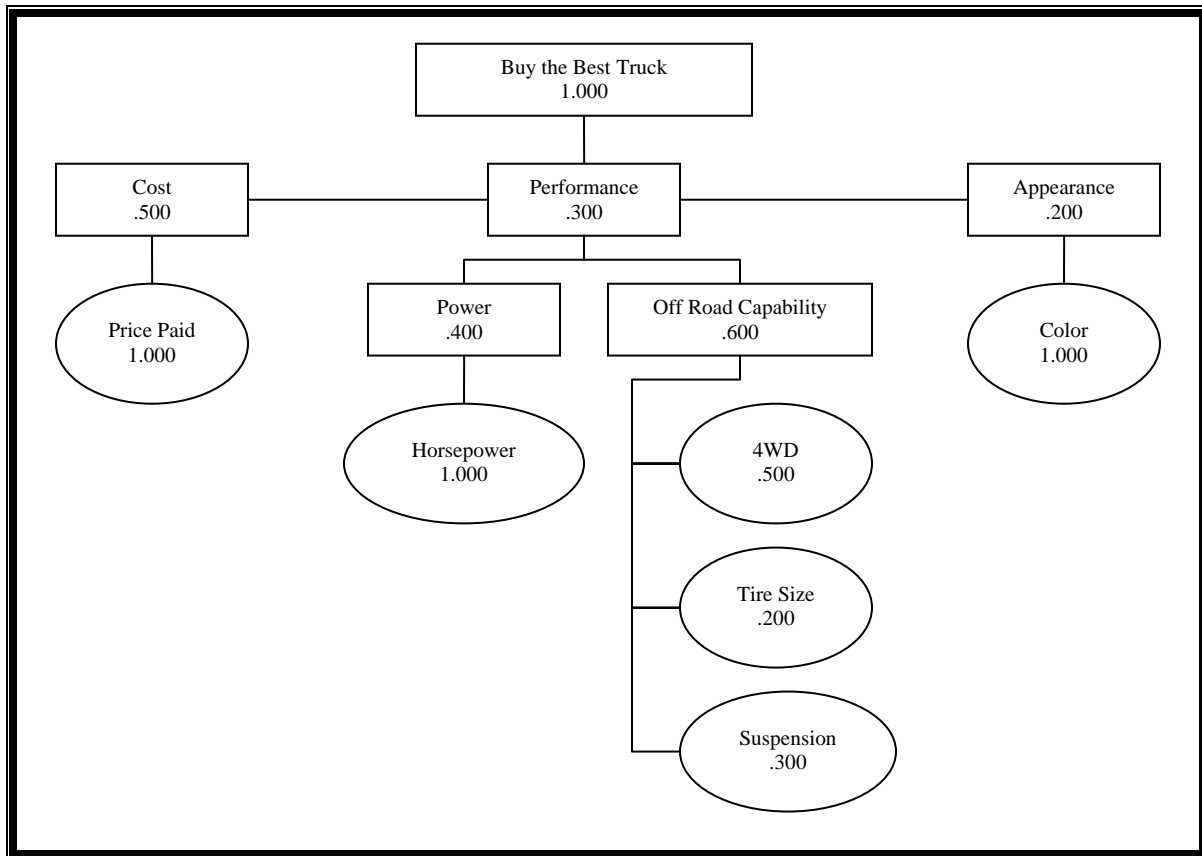 Buy the Best Truck
1.000
Cost
.500
Performance
.300
Appearance
.200
Price Paid
1.000
Power
.400
Off Road Capability
.600
Color
1.000
Horsepower
1.000
4WD
.500
Tire Size
.200
Suspension
.300